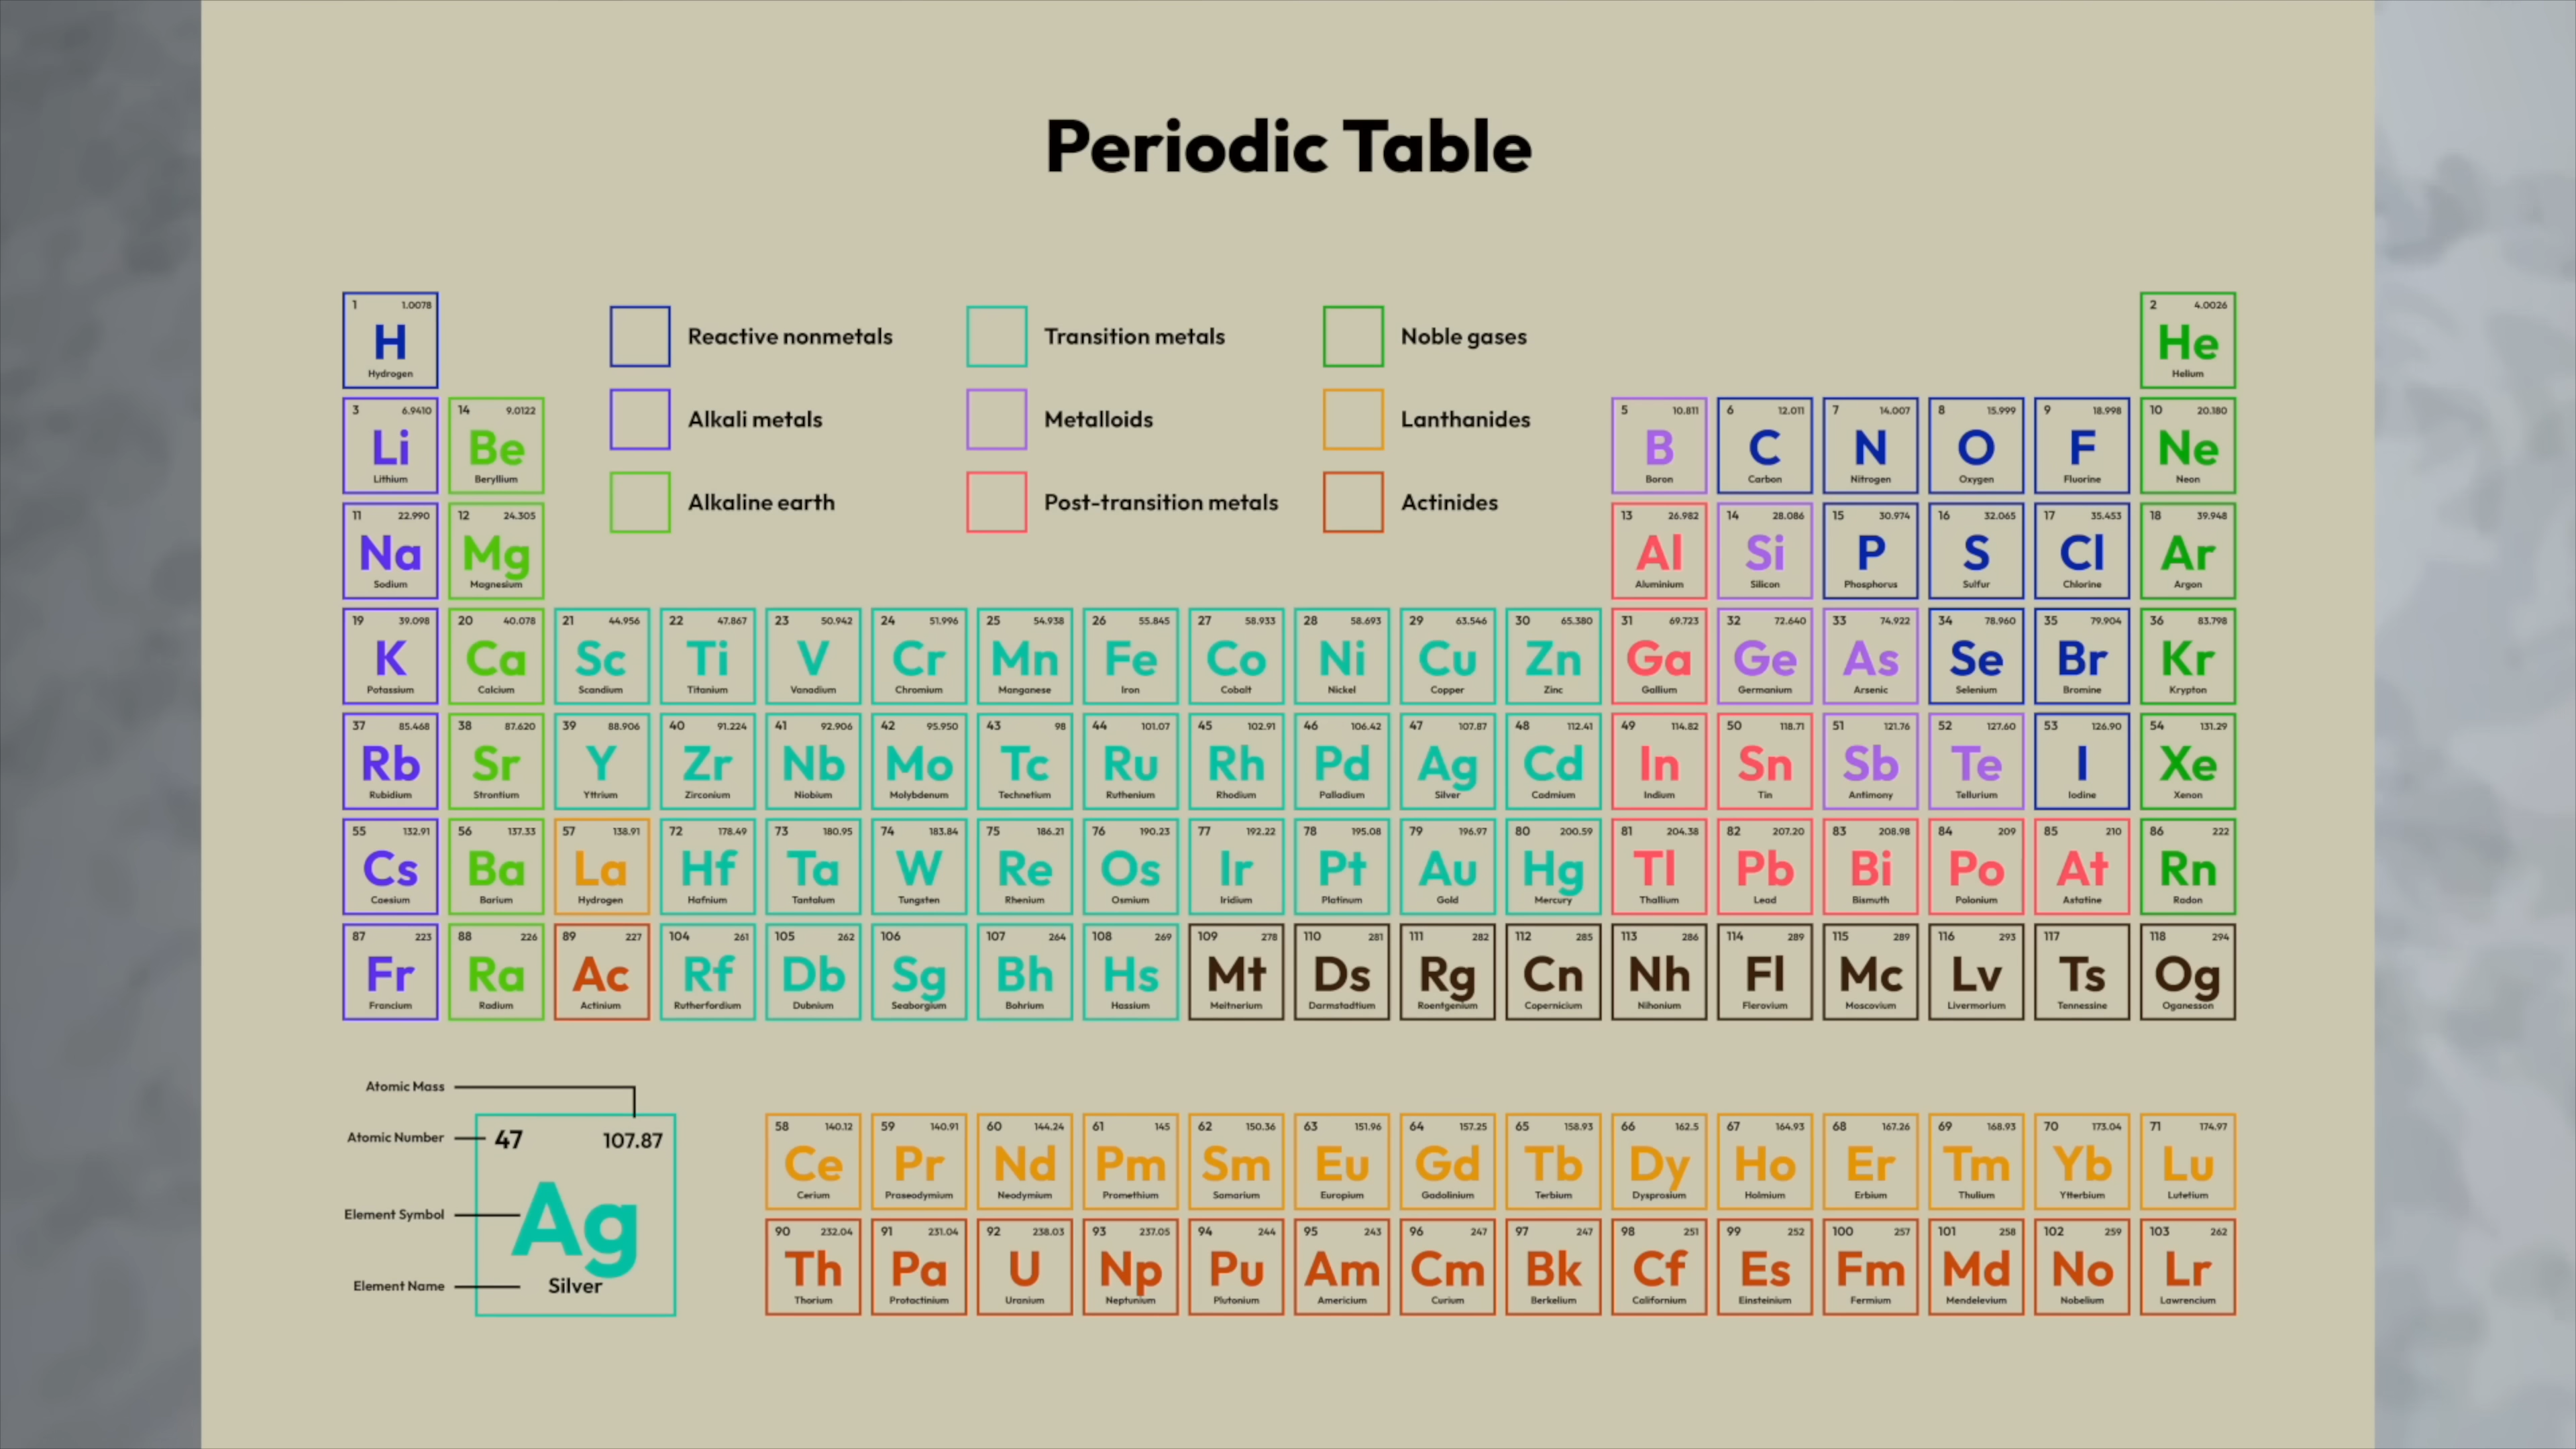 Periodic Table
1 1.0078
H
Hydrogen
Reactive nonmetals
Transition metals
Noble gases
2 4.0026
He
Helium
Alkali metals
Metalloids
Lanthanides
Alkaline earth
Post-transition metals
Actinides
3 6.9410 14 9.0122 5 10.811 6 12.011 7 14.007 8 15.999 9 18.998 10 20.180
Li Be B C N O F Ne
Lithium Beryllium Boron Carbon Nitrogen Oxygen Fluorine Neon
11 22.990 12 24.305 13 26.982 14 28.086 15 30.974 16 32.065 17 35.453 18 39.948
Na Mg Al Si P S Cl Ar
Sodium Magnesium Aluminium Silicon Phosphorus Sulfur Chlorine Argon
19 39.098 20 40.078 21 44.956 22 47.867 23 50.942 24 51.996 25 54.938 26 55.845 27 58.933 28 58.693 29 63.546 30 65.380 31 69.723 32 72.640 33 74.922 34 78.960 35 79.904 36 83.798
K Ca Sc Ti V Cr Mn Fe Co Ni Cu Zn Ga Ge As Se Br Kr
Potassium Calcium Scandium Titanium Vanadium Chromium Manganese Iron Cobalt Nickel Copper Zinc Gallium Germanium Arsenic Selenium Bromine Krypton
37 85.468 38 87.620 39 88.906 40 91.224 41 92.906 42 95.950 43 98 44 101.07 45 102.91 46 106.42 47 107.87 48 112.41 49 114.82 50 118.71 51 121.76 52 127.60 53 126.90 54 131.29
Rb Sr Y Zr Nb Mo Tc Ru Rh Pd Ag Cd In Sn Sb Te I Xe
Rubidium Strontium Yttrium Zirconium Niobium Molybdenum Technetium Ruthenium Rhodium Palladium Silver Cadmium Indium Tin Antimony Tellurium Iodine Xenon
55 132.91 56 137.33 57 138.91 72 178.49 73 180.95 74 183.84 75 186.21 76 190.23 77 192.22 78 195.08 79 196.97 80 200.59 81 204.38 82 207.20 83 208.98 84 209 85 210 86 222
Cs Ba La Hf Ta W Re Os Ir Pt Au Hg Tl Pb Bi Po At Rn
Caesium Barium Hydrogen Hafnium Tantalum Tungsten Rhenium Osmium Iridium Platinum Gold Mercury Thallium Lead Bismuth Polonium Astatine Radon
87 223 88 226 89 227 104 261 105 262 106 107 264 108 269 109 278 110 281 111 282 112 285 113 286 114 289 115 289 116 293 117 118 294
Fr Ra Ac Rf Db Sg Bh Hs Mt Ds Rg Cn Nh Fl Mc Lv Ts Og
Francium Radium Actinium Rutherfordium Dubnium Seaborgium Bohrium Hassium Meitnerium Darmstadtium Roentgenium Copernicium Nihonium Flerovium Moscovium Livermorium Tennessine Oganesson
Atomic Mass
Atomic Number
47 107.87
Ag
Element Symbol
Element Name
Silver
58 140.12 59 140.91 60 144.24 61 145 62 150.36 63 151.96 64 157.25 65 158.93 66 162.5 67 164.93 68 167.26 69 168.93 70 173.04 71 174.97
Ce Pr Nd Pm Sm Eu Gd Tb Dy Ho Er Tm Yb Lu
Cerium Praseodymium Neodymium Promethium Samarium Europium Gadolinium Terbium Dysprosium Holmium Erbium Thulium Ytterbium Lutetium
90 232.04 91 231.04 92 238.03 93 237.05 94 244 95 243 96 247 97 247 98 251 99 252 100 257 101 258 102 259 103 262
Th Pa U Np Pu Am Cm Bk Cf Es Fm Md No Lr
Thorium Protactinium Uranium Neptunium Plutonium Americium Curium Berkelium Californium Einsteinium Fermium Mendelevium Nobelium Lawrencium